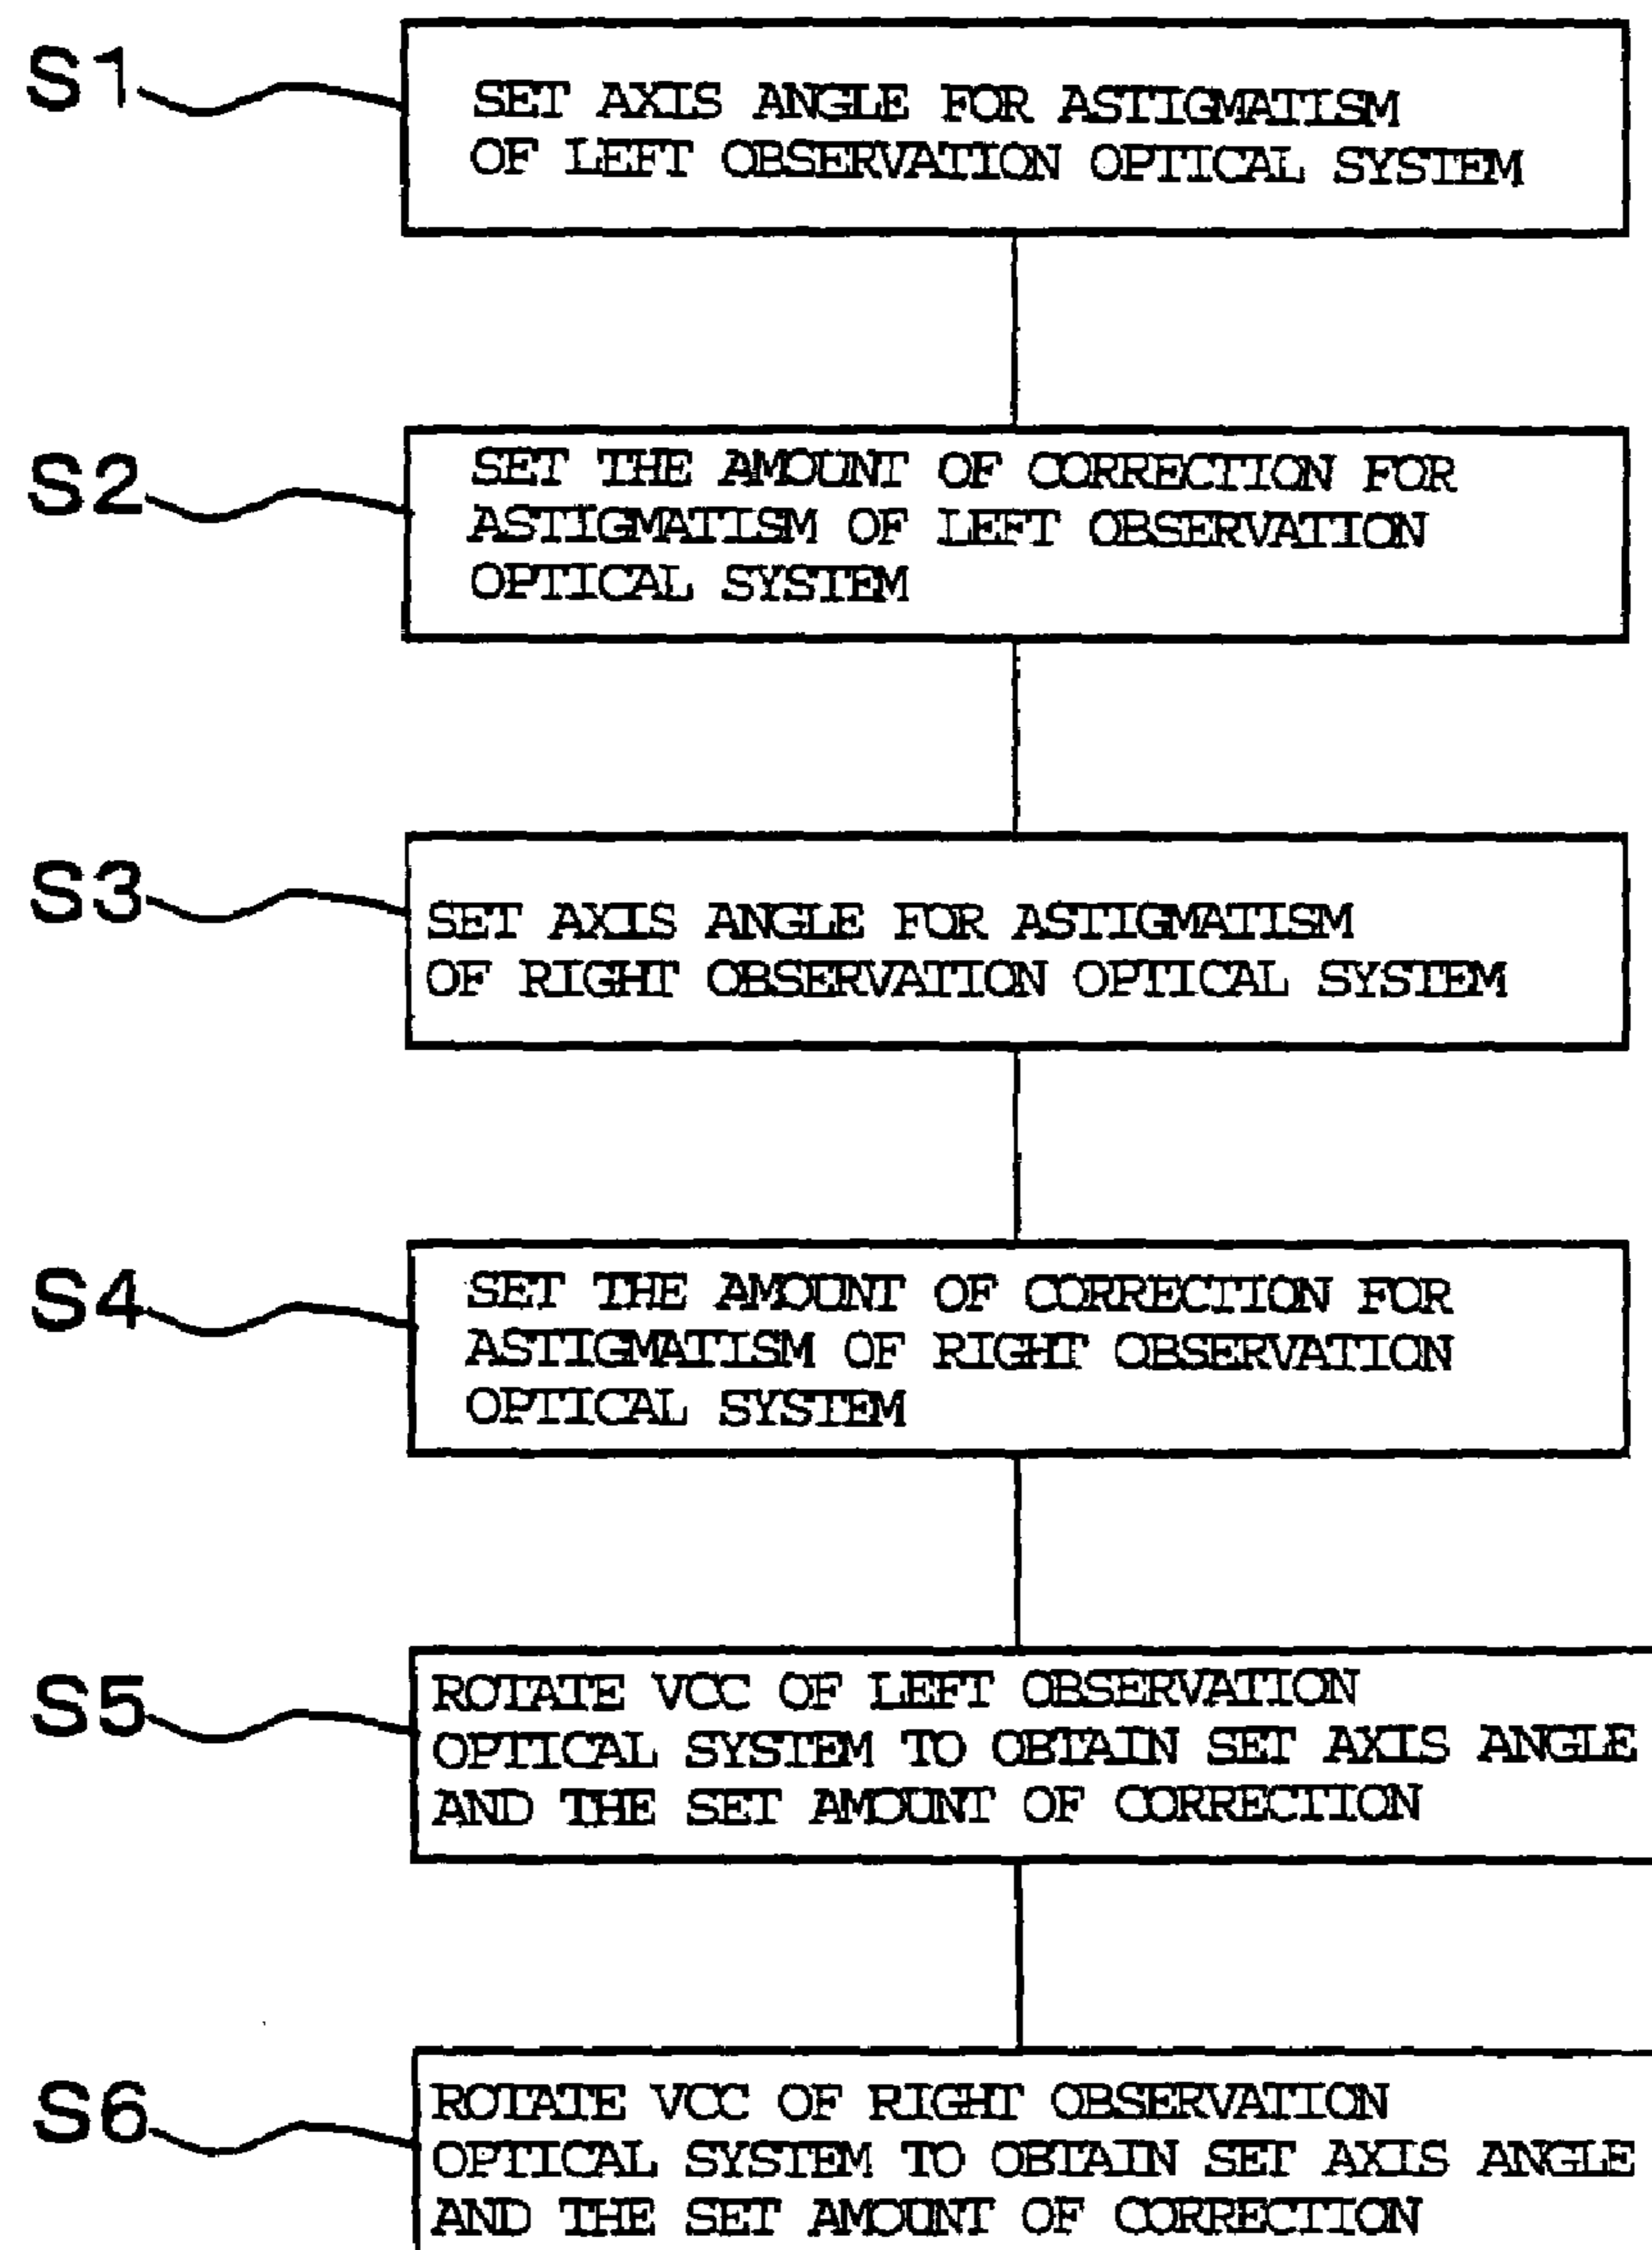 S1
SET AXIS ANGLE FOR ASTIGMATISM
OF LEFT OBSERVATION OPTICAL SYSTEM
S2
SET THE AMOUNT OF CORRECTION FOR
ASTIGMATISM OF LEFT OBSERVATION
OPTICAL SYSTEM
S3
SET AXIS ANGLE FOR ASTIGMATISM
OF RIGHT OBSERVATION OPTICAL SYSTEM
S4
SET THE AMOUNT OF CORRECTION FOR
ASTIGMATISM OF RIGHT OBSERVATION
OPTICAL SYSTEM
S5
ROTATE VCC OF LEFT OBSERVATION
OPTICAL SYSTEM TO OBTAIN SET AXIS ANGLE
AND THE SET AMOUNT OF CORRECTION
S6
ROTATE VCC OF RIGHT OBSERVATION
OPTICAL SYSTEM TO OBTAIN SET AXIS ANGLE
AND THE SET AMOUNT OF CORRECTION